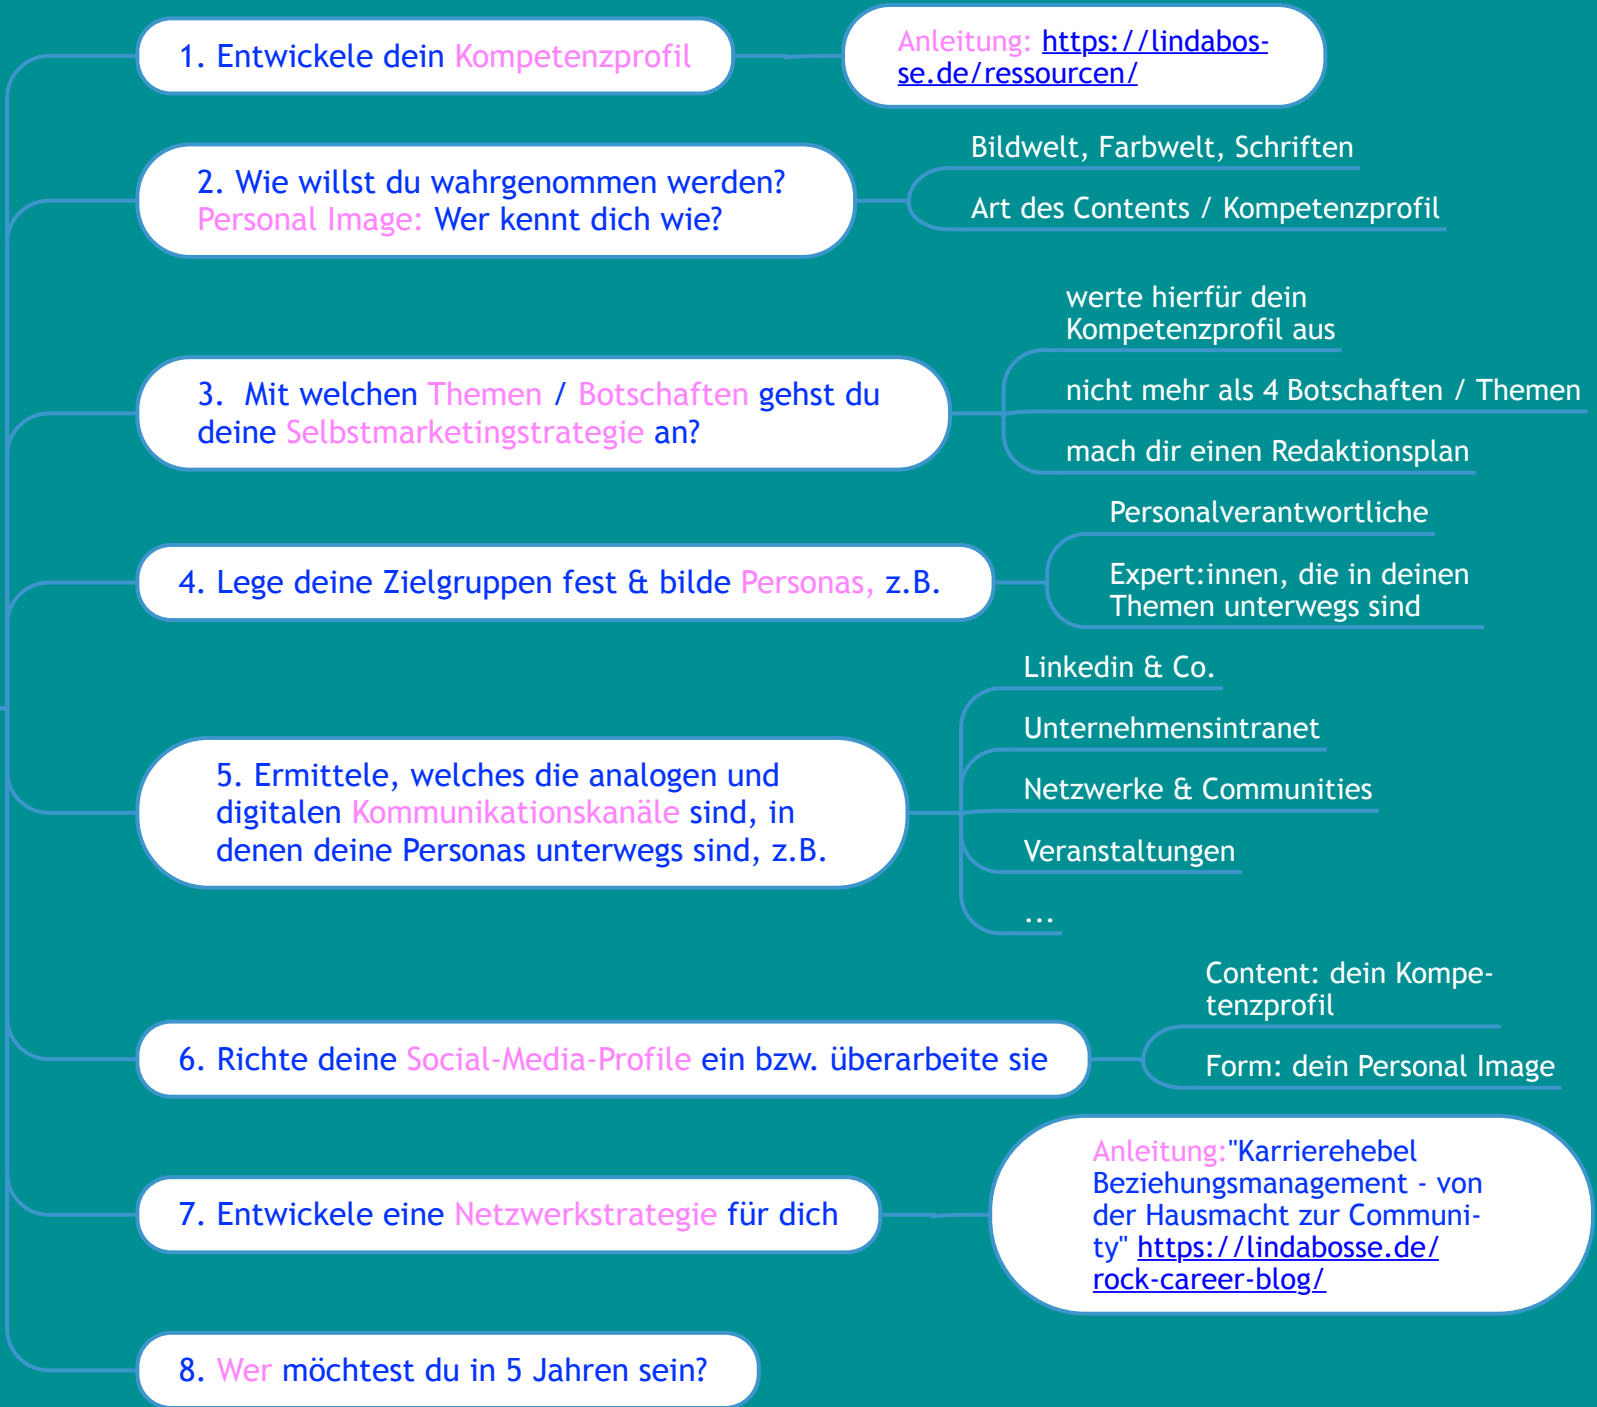 1. Entwickele dein Kompetenzprofil
Anleitung: https://lindabos-
se.de/ressourcen/
2. Wie willst du wahrgenommen werden?
Personal Image: Wer kennt dich wie?
Bildwelt, Farbwelt, Schriften
Art des Contents / Kompetenzprofil
3. Mit welchen Themen / Botschaften gehst du
deine Selbstmarketingstrategie an?
werte hierfür dein
Kompetenzprofil aus
nicht mehr als 4 Botschaften / Themen
mach dir einen Redaktionsplan
4. Lege deine Zielgruppen fest & bilde Personas, z.B.
Personalverantwortliche
Expert:innen, die in deinen
Themen unterwegs sind
5. Ermittele, welches die analogen und
digitalen Kommunikationskanäle sind, in
denen deine Personas unterwegs sind, z.B.
Linkedin & Co.
Unternehmensintranet
Netzwerke & Communities
Veranstaltungen
...
6. Richte deine Social-Media-Profile ein bzw. überarbeite sie
Content: dein Kompe-
tenzprofil
Form: dein Personal Image
7. Entwickele eine Netzwerkstrategie für dich
Anleitung:"Karrierehebel
Beziehungsmanagement - von
der Hausmacht zur Communi-
ty" https://lindabosse.de/
rock-career-blog/
8. Wer möchtest du in 5 Jahren sein?